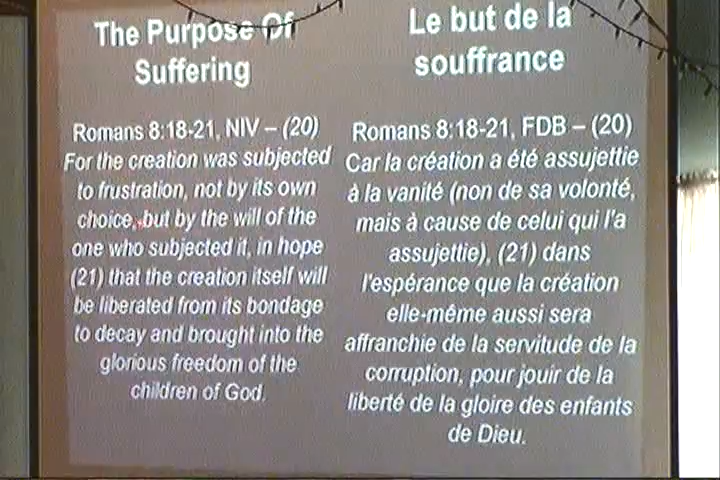 The Purpose Of
Suffering
Romans 8:18-21, NIV – (20)
For the creation was subjected
to frustration, not by its own
choice, but by the will of the
one who subjected it, in hope
(21) that the creation itself will
be liberated from its bondage
to decay and brought into the
glorious freedom of the
children of God.
Le but de la
souffrance
Romans 8:18-21, FDB – (20)
Car la création a été assujettie
à la vanité (non de sa volonté,
mais à cause de celui qui l'a
assujettie), (21) dans
l'espérance que la création
elle-même aussi sera
affranchie de la servitude de la
corruption, pour jouir de la
liberté de la gloire des enfants
de Dieu.